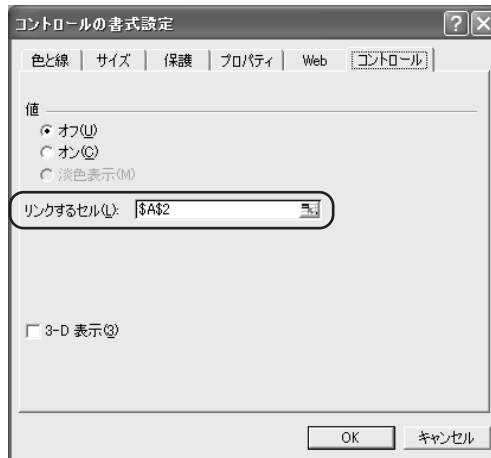 コントロールの書式設定
色と線 サイズ 保護 プロパティ Web コントロール
値
オフ(U)
オン(C)
淡色表示(M)
リンクするセル(L): $A$2
3-D 表示(3)
OK キャンセル